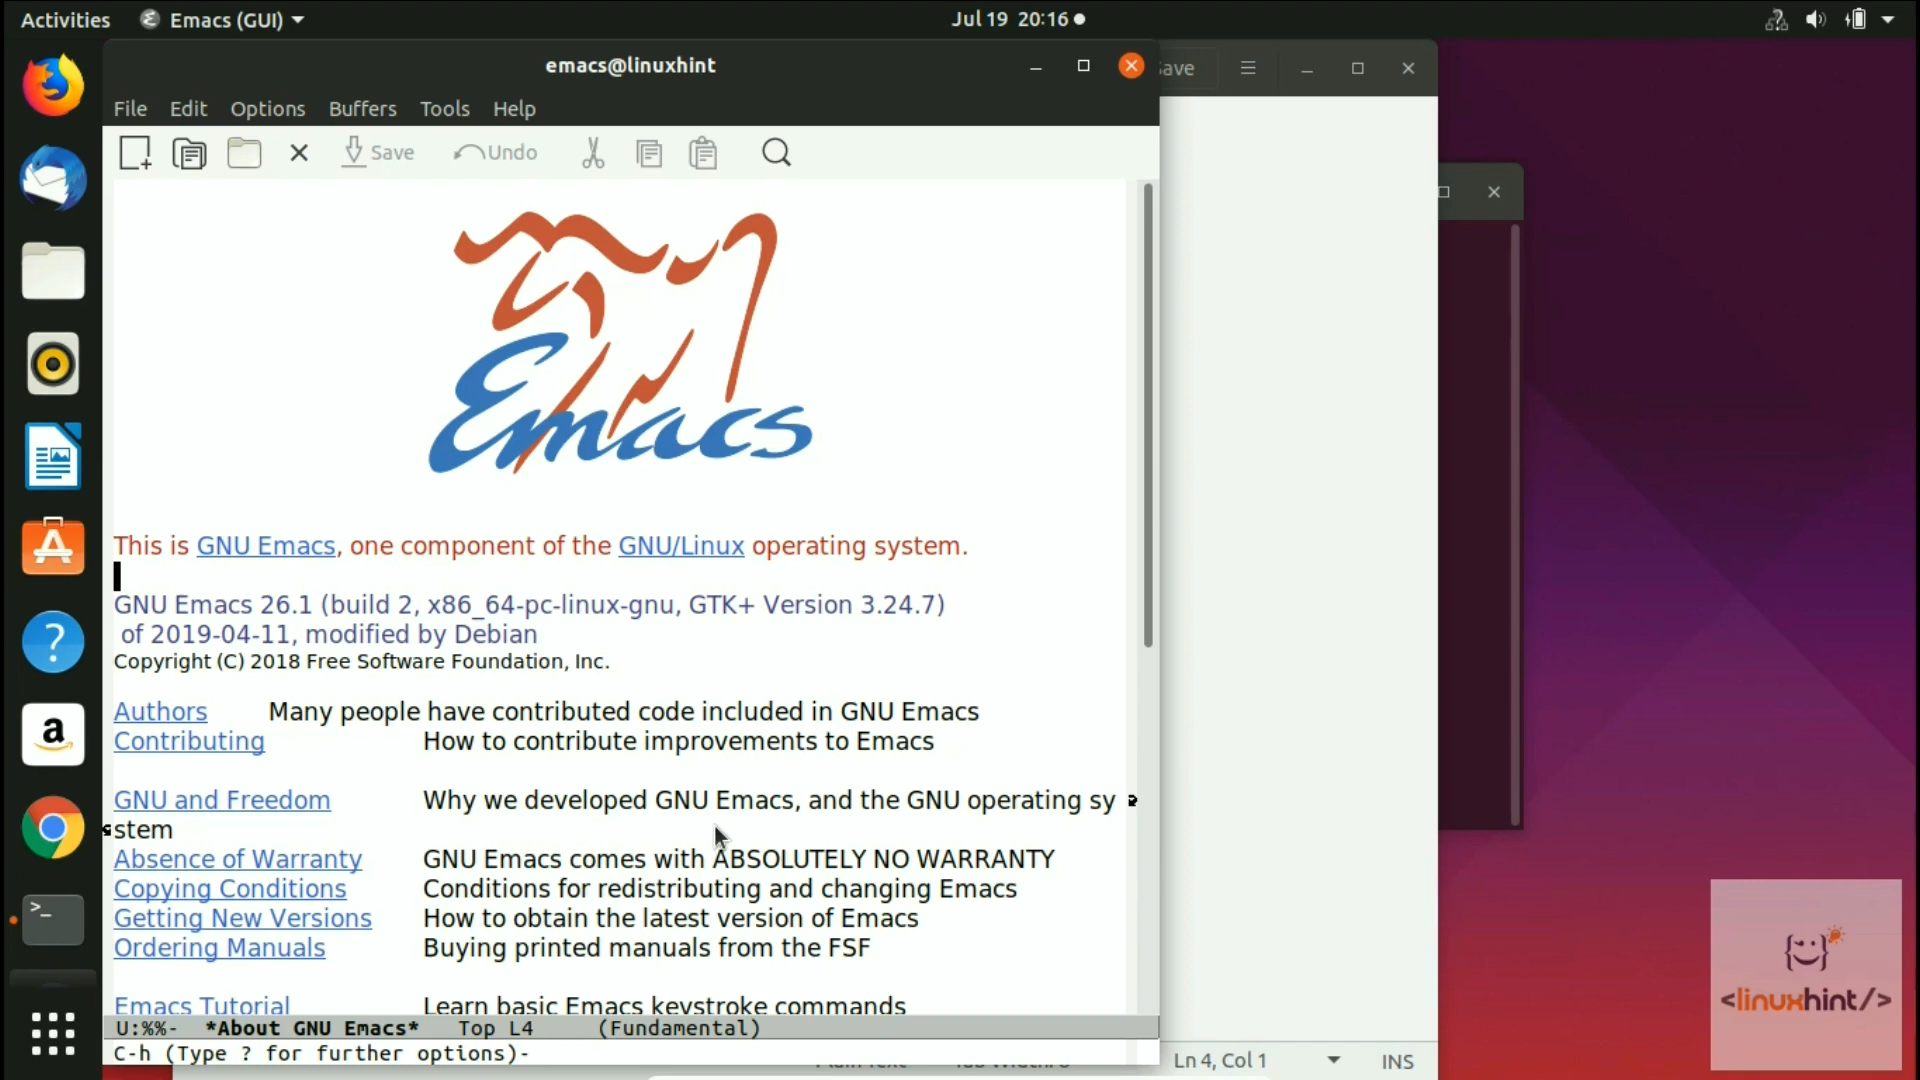 Activities Emacs (GUI) Jul 19 20:16
emacs@linuxhint
File Edit Options Buffers Tools Help
Save Undo
ave
Emacs
This is GNU Emacs, one component of the GNU/Linux operating system.
GNU Emacs 26.1 (build 2, x86_64-pc-linux-gnu, GTK+ Version 3.24.7)
of 2019-04-11, modified by Debian
Copyright (C) 2018 Free Software Foundation, Inc.
Authors Many people have contributed code included in GNU Emacs
Contributing How to contribute improvements to Emacs
GNU and Freedom Why we developed GNU Emacs, and the GNU operating sy
stem
Absence of Warranty GNU Emacs comes with ABSOLUTELY NO WARRANTY
Copying Conditions Conditions for redistributing and changing Emacs
Getting New Versions How to obtain the latest version of Emacs
Ordering Manuals Buying printed manuals from the FSF
Emacs Tutorial Learn basic Emacs keystroke commands
U:%%- *About GNU Emacs* Top L4 (Fundamental)
C-h (Type ? for further options)-
Ln 4, Col 1 INS
<linuxhint/>